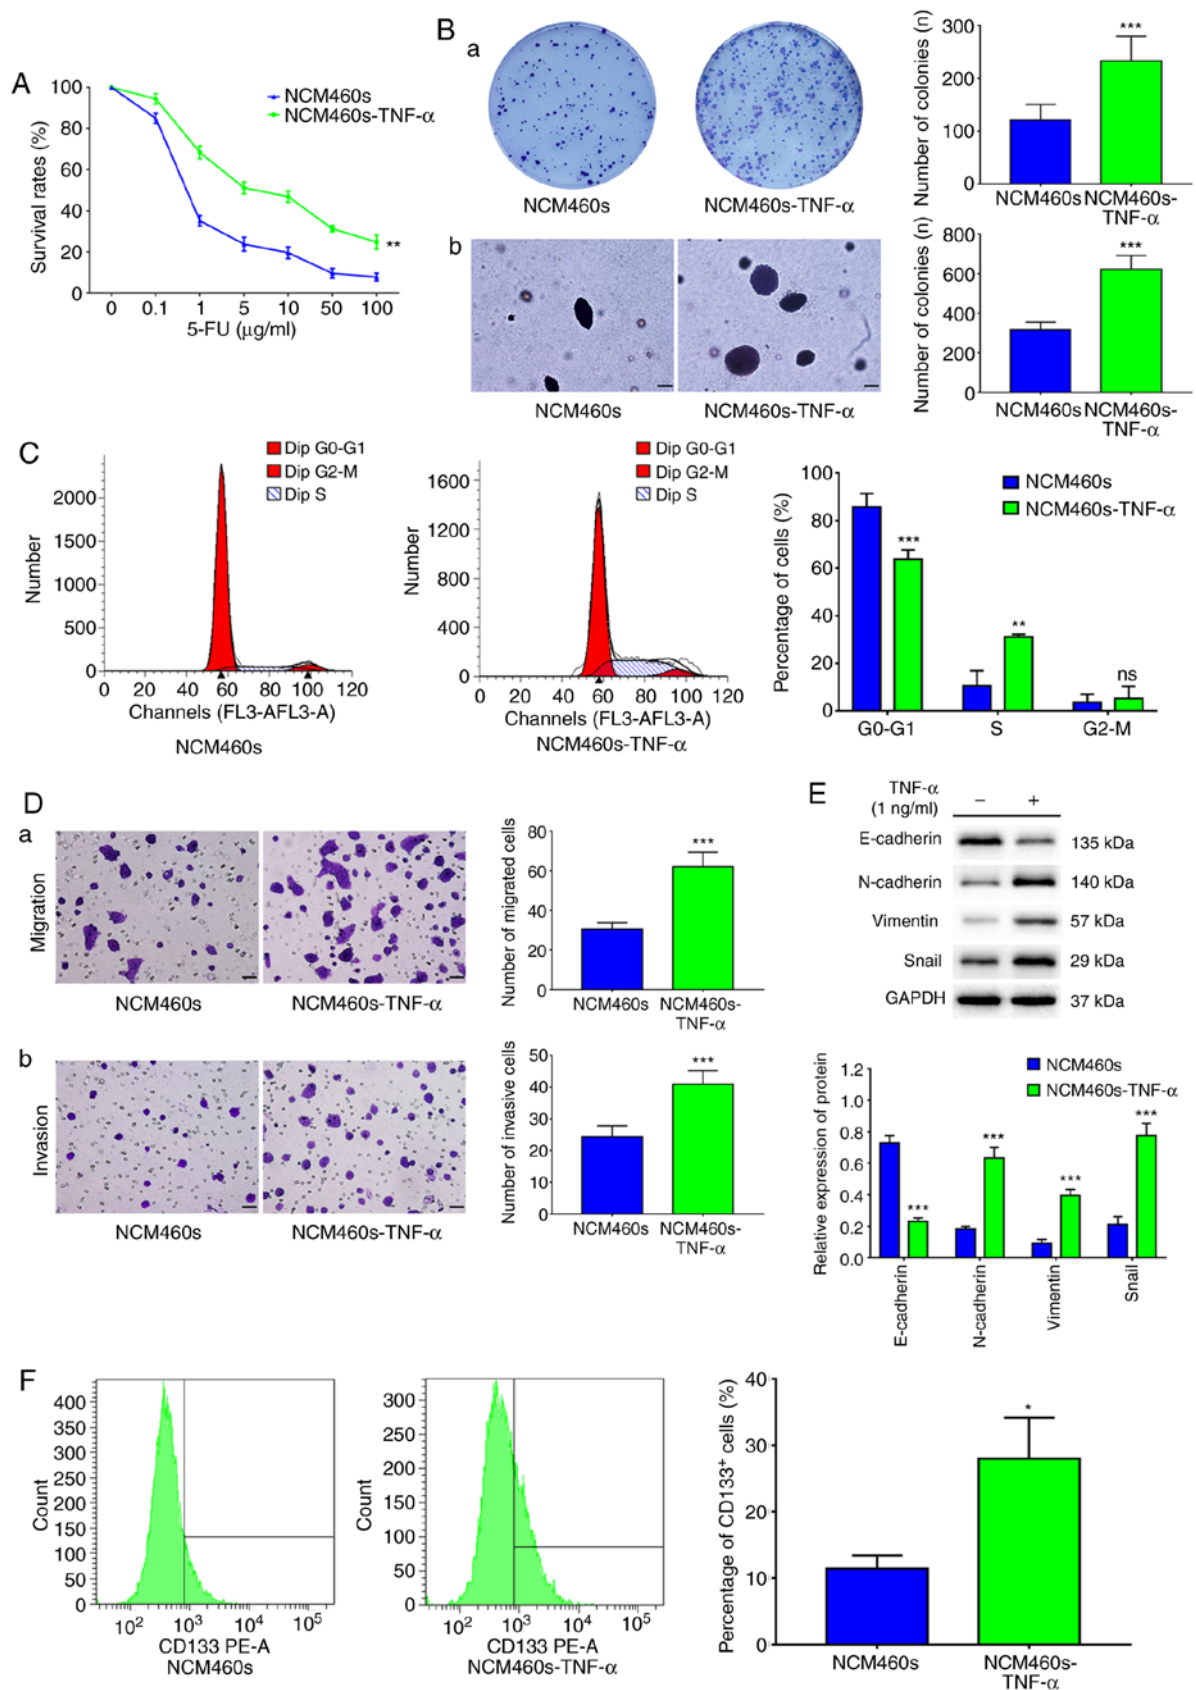 A
Survival rates (%)
100
80
60
40
20
0
0 0.1 1 5 10 50 100
5-FU (μg/ml)
NCM460s
NCM460s-TNF-α
**
B
a
NCM460s
NCM460s-TNF-α
Number of colonies (n)
300
200
100
0
***
NCM460s
NCM460s-
TNF-α
b
NCM460s
NCM460s-TNF-α
Number of colonies (n)
800
600
400
200
0
***
NCM460s
NCM460s-
TNF-α
C
Dip G0-G1
Dip G2-M
Dip S
Number
2000
1500
1000
500
0
0 20 40 60 80 100 120
Channels (FL3-AFL3-A)
NCM460s
Dip G0-G1
Dip G2-M
Dip S
Number
1600
1200
800
400
0
0 20 40 60 80 100 120
Channels (FL3-AFL3-A)
NCM460s-TNF-α
Percentage of cells (%)
100
80
60
40
20
0
NCM460s
NCM460s-TNF-α
***
**
ns
G0-G1 S G2-M
D
a
Migration
NCM460s
NCM460s-TNF-α
Number of migrated cells
80
60
40
20
0
***
NCM460s
NCM460s-
TNF-α
b
Invasion
NCM460s
NCM460s-TNF-α
Number of invasive cells
50
40
30
20
10
0
***
NCM460s
NCM460s-
TNF-α
E
TNF-α
(1 ng/ml)
– +
E-cadherin 135 kDa
N-cadherin 140 kDa
Vimentin 57 kDa
Snail 29 kDa
GAPDH 37 kDa
NCM460s
NCM460s-TNF-α
Relative expression of protein
1.2
1.0
0.8
0.6
0.4
0.2
0.0
***
***
***
***
E-cadherin
N-cadherin
Vimentin
Snail
F
Count
400
350
300
250
200
150
100
50
0
10² 10³ 10⁴ 10⁵
CD133 PE-A
NCM460s
Count
300
250
200
150
100
50
0
10² 10³ 10⁴ 10⁵
CD133 PE-A
NCM460s-TNF-α
Percentage of CD133⁺ cells (%)
40
30
20
10
0
*
NCM460s
NCM460s-
TNF-α